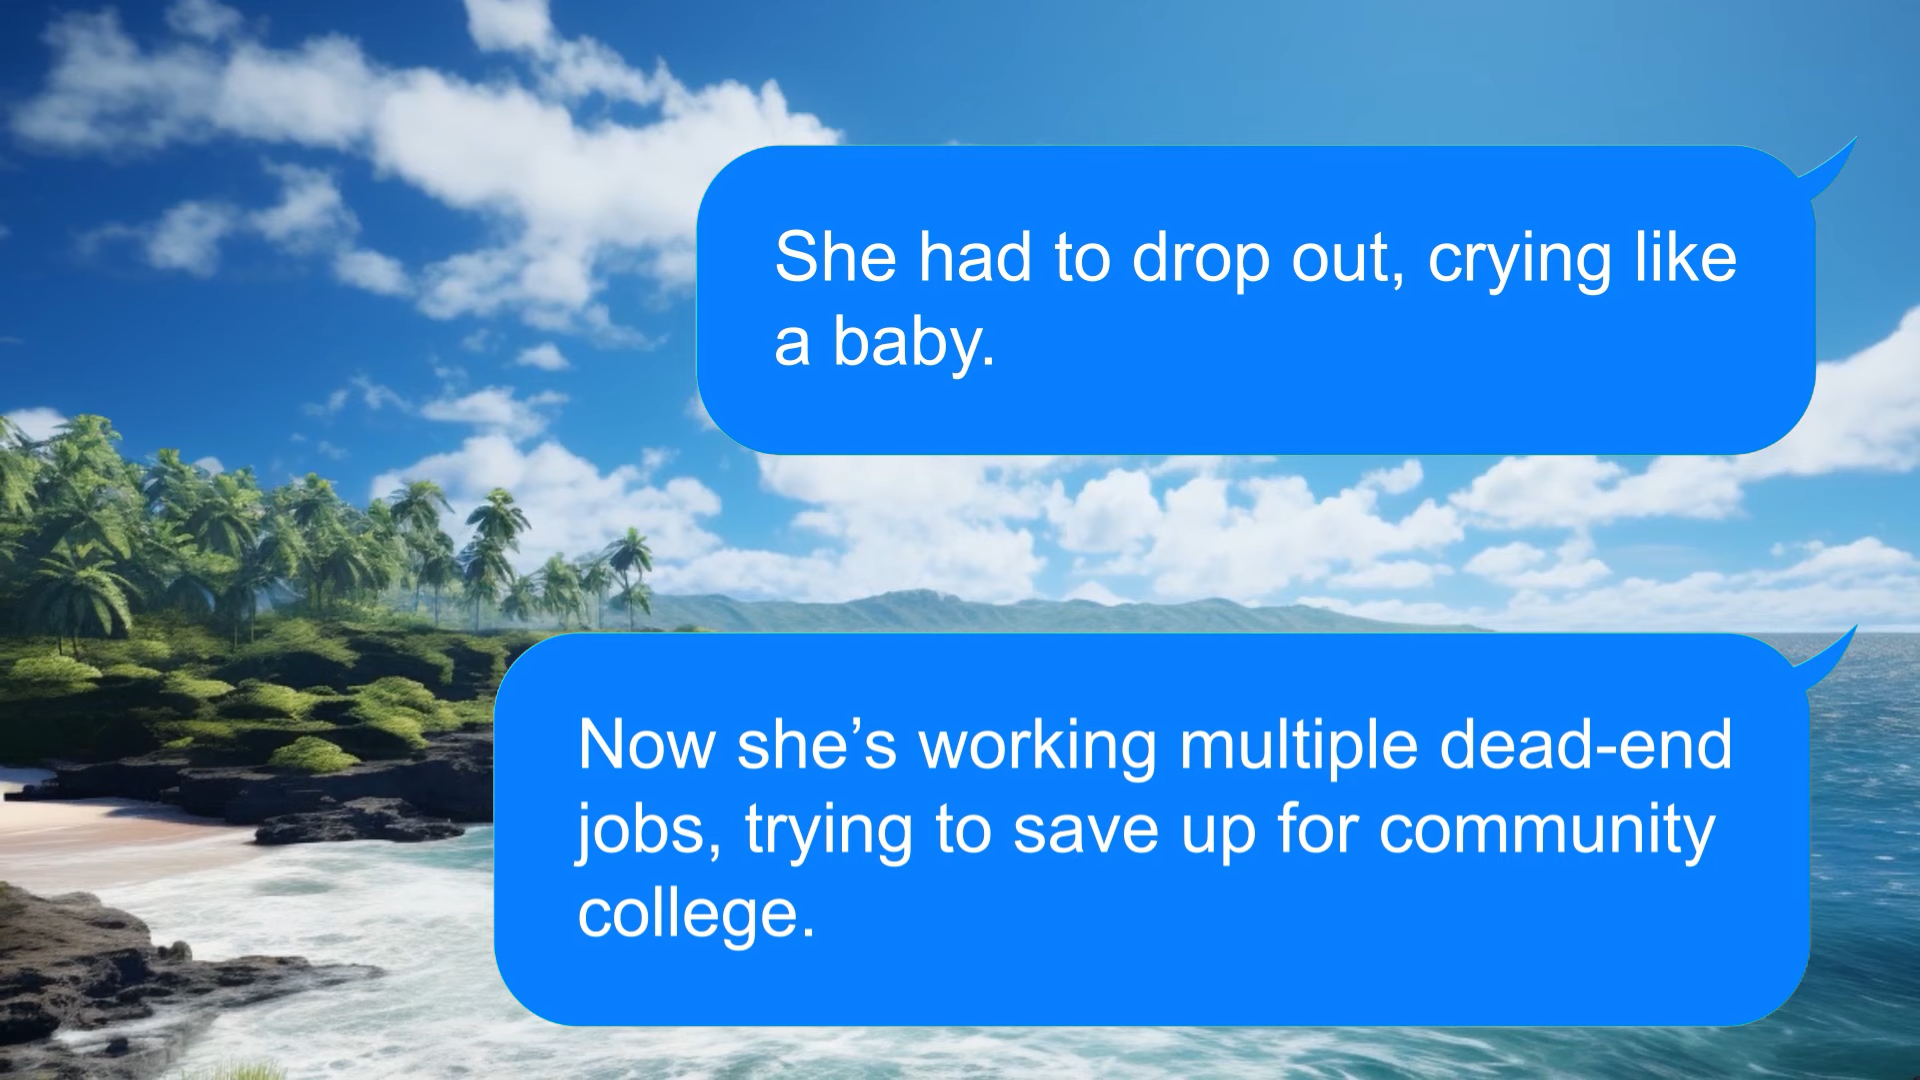 She had to drop out, crying like
a baby.
Now she’s working multiple dead-end
jobs, trying to save up for community
college.